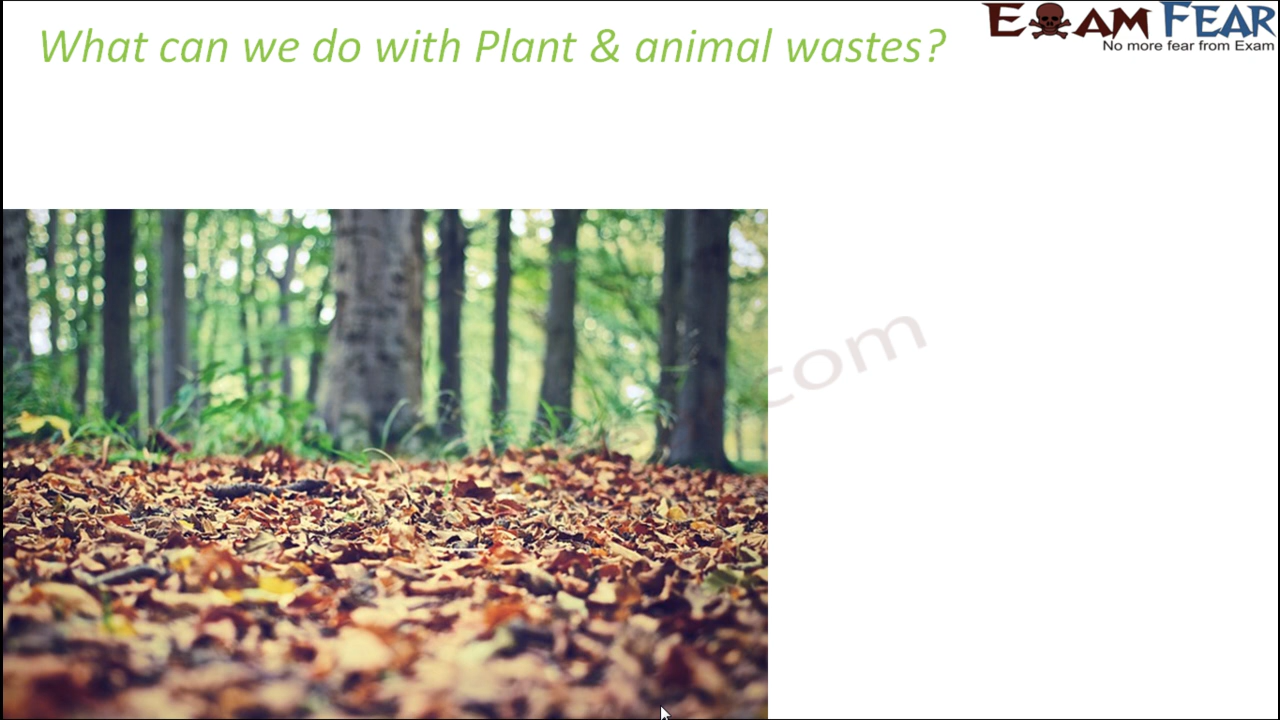 What can we do with Plant & animal wastes?
EXAM FEAR
No more fear from Exam
.com